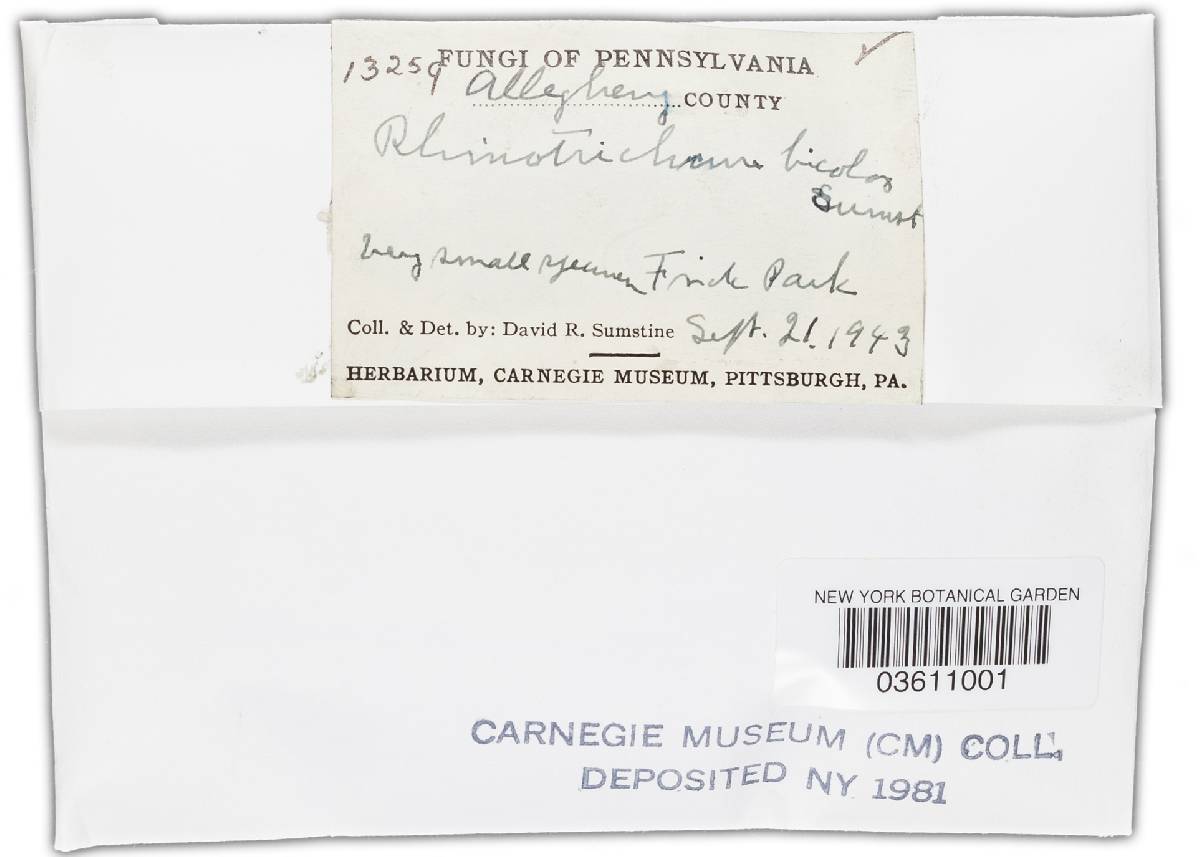 FUNGI OF PENNSYLVANIA
13259 Allegheny COUNTY
Rhinotrichum bicolor
Sumst
Very small specimen Frick Park
Coll. & Det. by: David R. Sumstine Sept. 21, 1943
HERBARIUM, CARNEGIE MUSEUM, PITTSBURGH, PA.
NEW YORK BOTANICAL GARDEN
03611001
CARNEGIE MUSEUM (CM) COLL.
DEPOSITED NY 1981